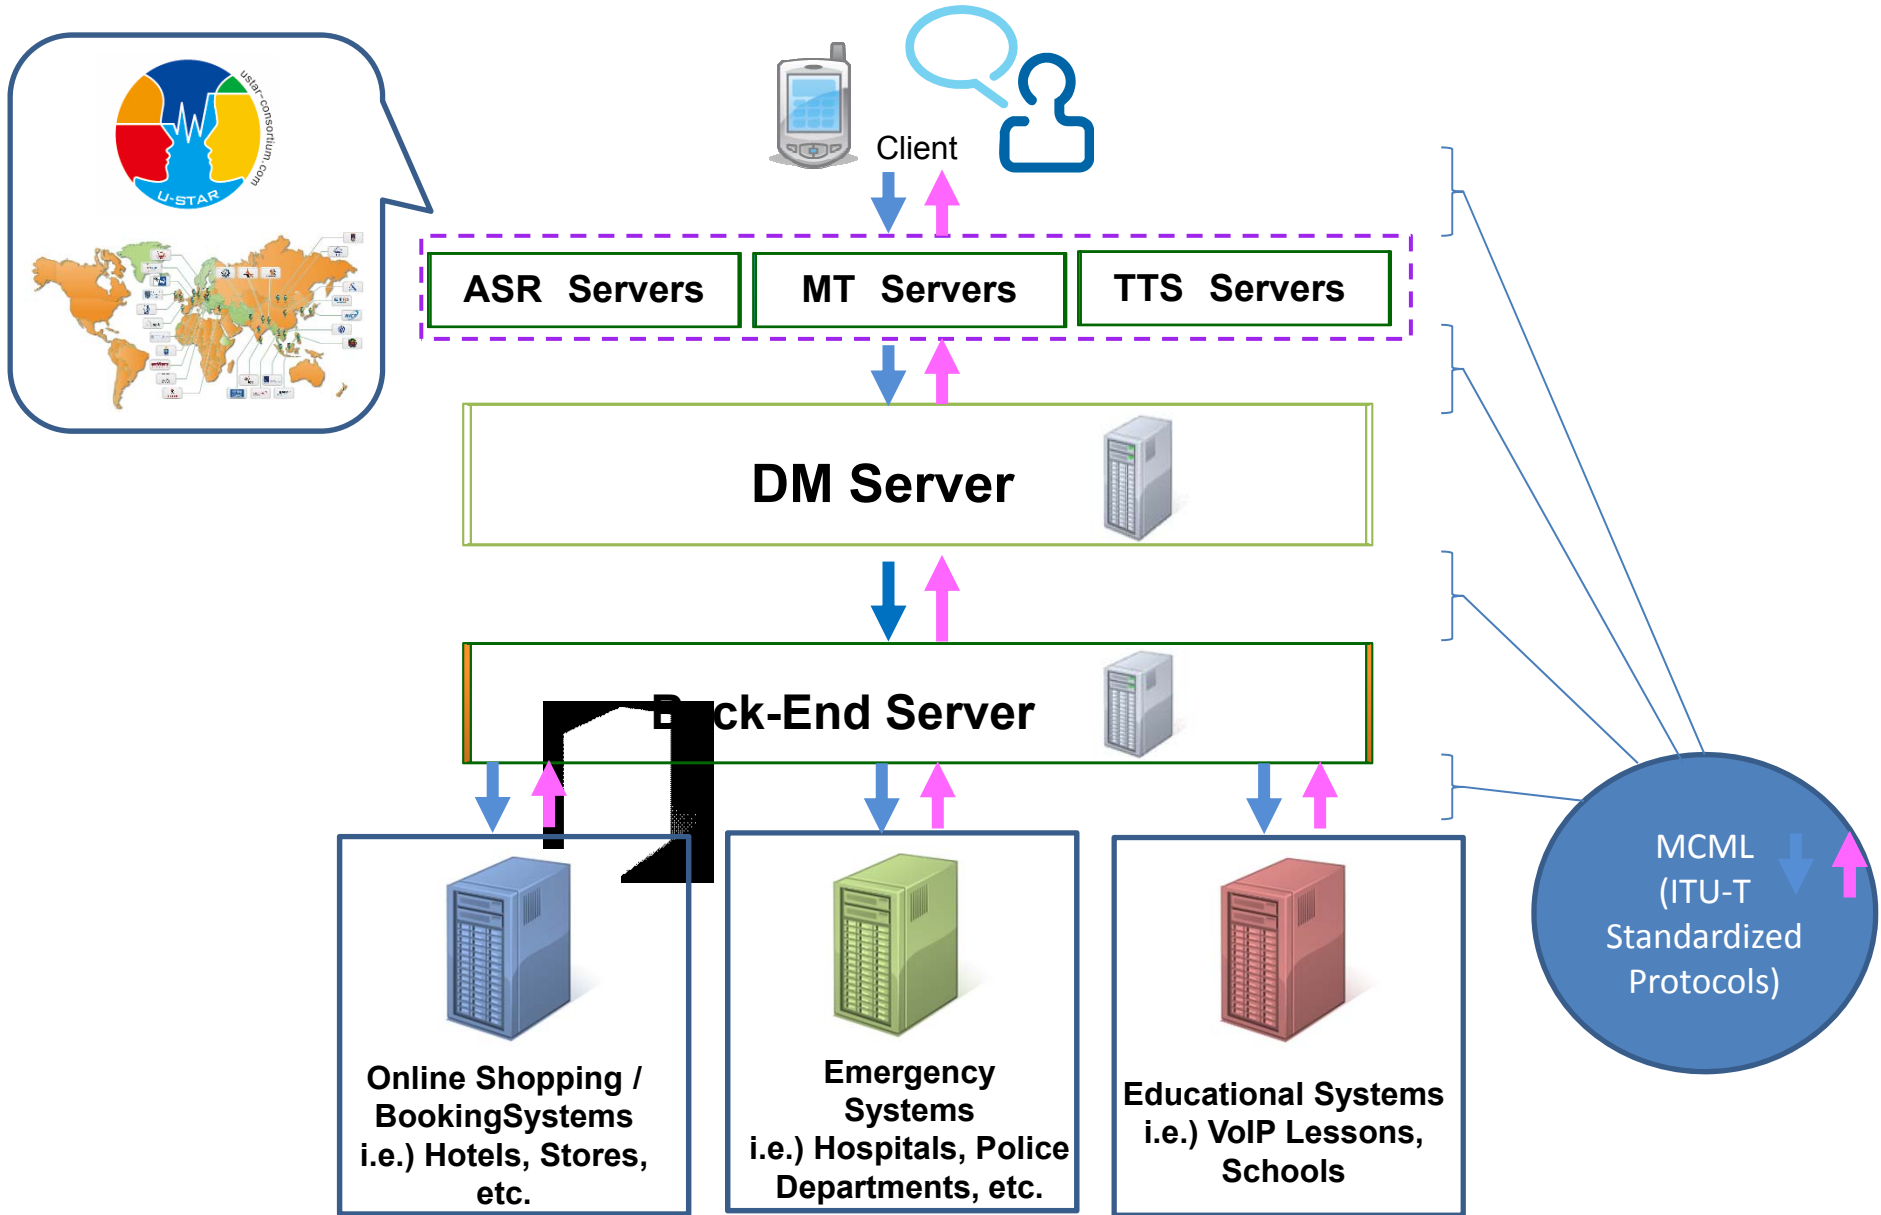 ustar-consortium.com
U-STAR
Client
ASR Servers
MT Servers
TTS Servers
DM Server
Back-End Server
Online Shopping /
BookingSystems
i.e.) Hotels, Stores,
etc.
Emergency
Systems
i.e.) Hospitals, Police
Departments, etc.
Educational Systems
i.e.) VoIP Lessons,
Schools
MCML
(ITU-T
Standardized
Protocols)